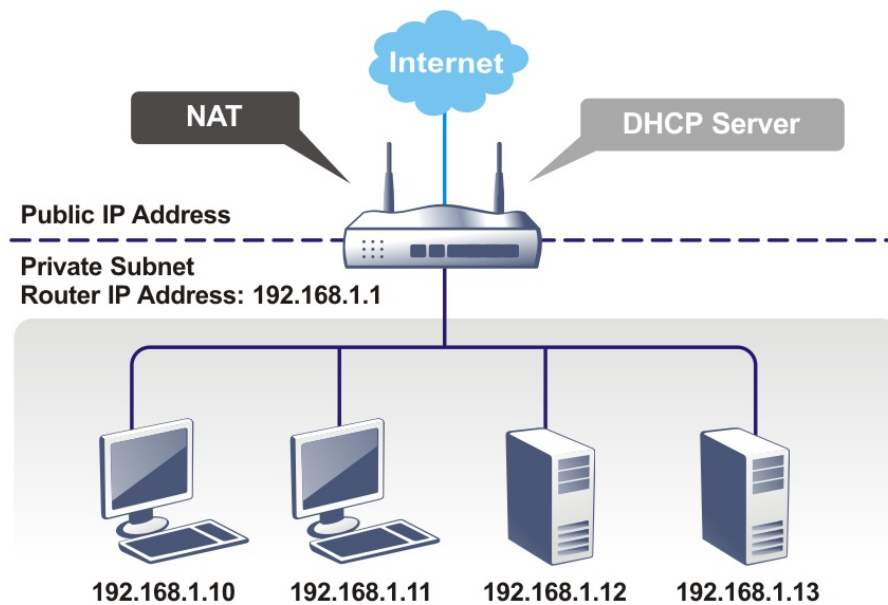 Internet
NAT
DHCP Server
Public IP Address
Private Subnet
Router IP Address: 192.168.1.1
192.168.1.10
192.168.1.11
192.168.1.12
192.168.1.13